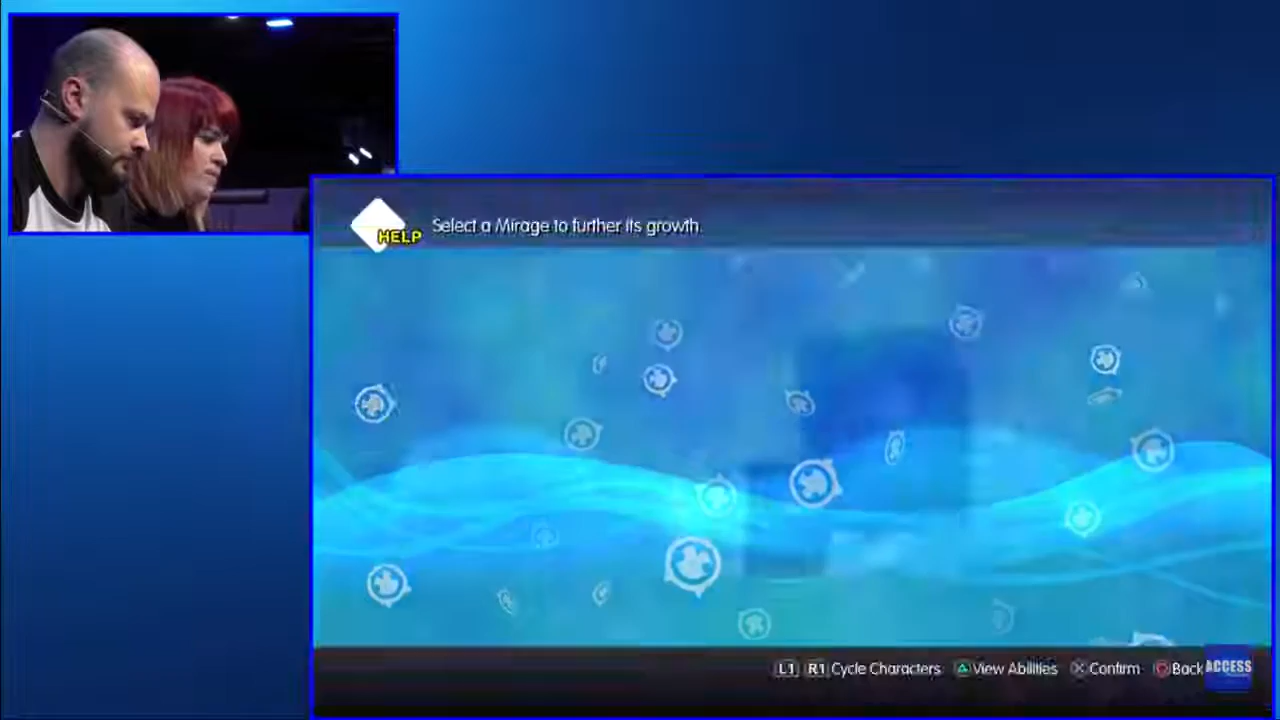 HELP Select a Mirage to further its growth.
L1 R1 Cycle Characters View Abilities Confirm Back ACCESS